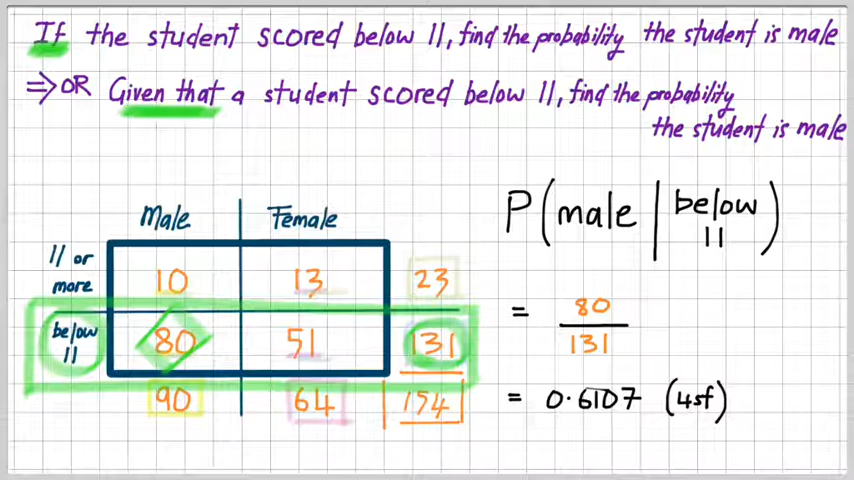 If the student scored below 11, find the probability the student is male
⇒ OR Given that a student scored below 11, find the probability
the student is male
Male Female
11 or
more 10 13 23
below
11 80 51 131
90 64 154
P(male | below
11)
= 80
131
= 0.6107 (4sf)